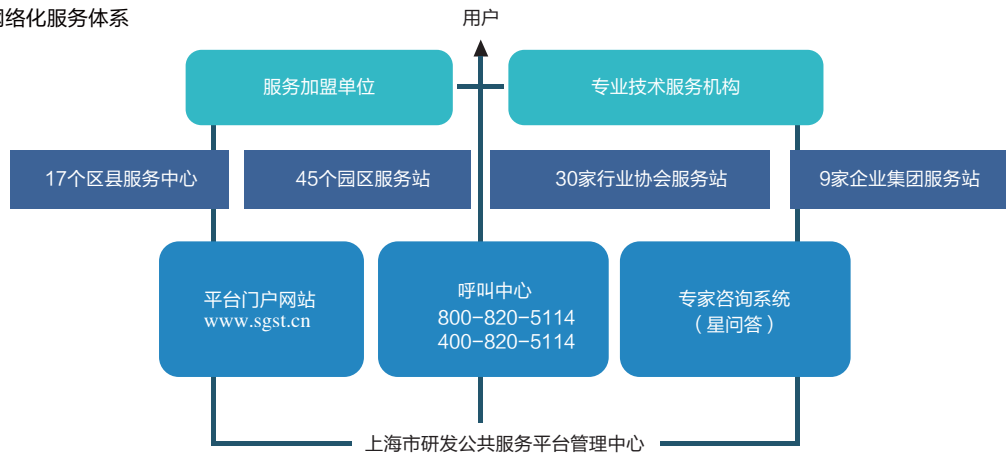 网络化服务体系
用户
服务加盟单位
专业技术服务机构
17个区县服务中心
45个园区服务站
30家行业协会服务站
9家企业集团服务站
平台门户网站
www.sgst.cn
呼叫中心
800-820-5114
400-820-5114
专家咨询系统
（星问答）
上海市研发公共服务平台管理中心